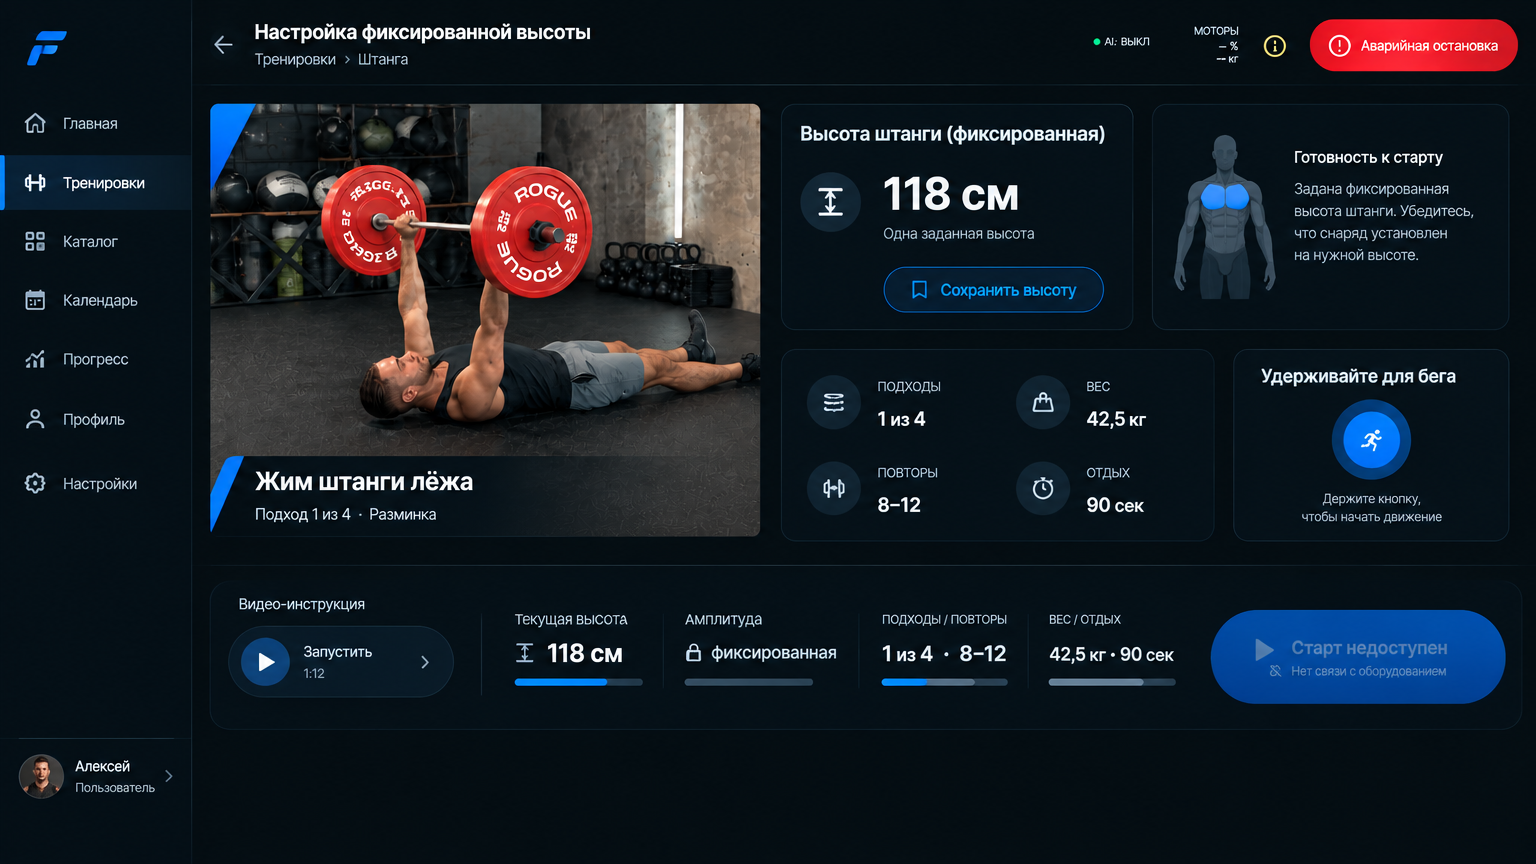 Настройка фиксированной высоты
Тренировки › Штанга
AI: ВЫКЛ
МОТОРЫ
– %
-- кг
Аварийная остановка
Главная
Тренировки
Каталог
Календарь
Прогресс
Профиль
Настройки
Алексей
Пользователь
ROGUE
ROGUE
Жим штанги лёжа
Подход 1 из 4 · Разминка
Высота штанги (фиксированная)
118 см
Одна заданная высота
Сохранить высоту
Готовность к старту
Задана фиксированная
высота штанги. Убедитесь,
что снаряд установлен
на нужной высоте.
ПОДХОДЫ
1 из 4
ВЕС
42,5 кг
ПОВТОРЫ
8–12
ОТДЫХ
90 сек
Удерживайте для бега
Держите кнопку,
чтобы начать движение
Видео-инструкция
Запустить
1:12
Текущая ВЫСОТА
118 см
Амплитуда
фиксированная
ПОДХОДЫ / ПОВТОРЫ
1 из 4 · 8–12
ВЕС / ОТДЫХ
42,5 кг • 90 сек
Старт недоступен
Нет связи с оборудованием